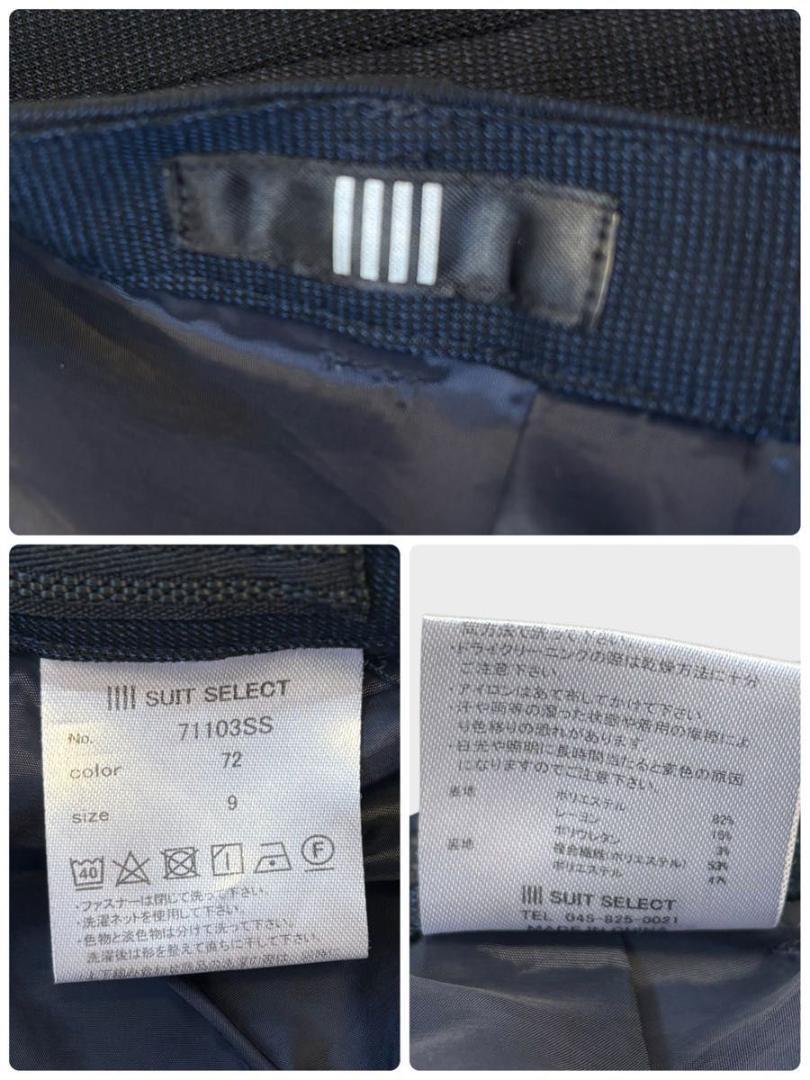 SUIT SELECT
No. 71103SS
color 72
size 9
40
F
・ファスナーは閉じて洗って下さい。
・洗濯ネットを使用して下さい。
・色物と淡色物は分けて洗って下さい。
洗濯後は形を整えて直ちに干して下さい。
・ドライクリーニングの際は乾燥方法に十分
ご注意下さい。
・アイロンはあて布してかけて下さい。
・汗や雨等の湿った状態や着用の摩擦によ
り色移りの恐れがあります。
・日光や照明に長時間当たると変色の原因
になりますのでご注意下さい。
表地 ポリエステル 82%
レーヨン 15%
ポリウレタン 3%
裏地 複合繊維(ポリエステル) 53%
ポリエステル 47%
SUIT SELECT
TEL 045-825-0021
MADE IN CHINA